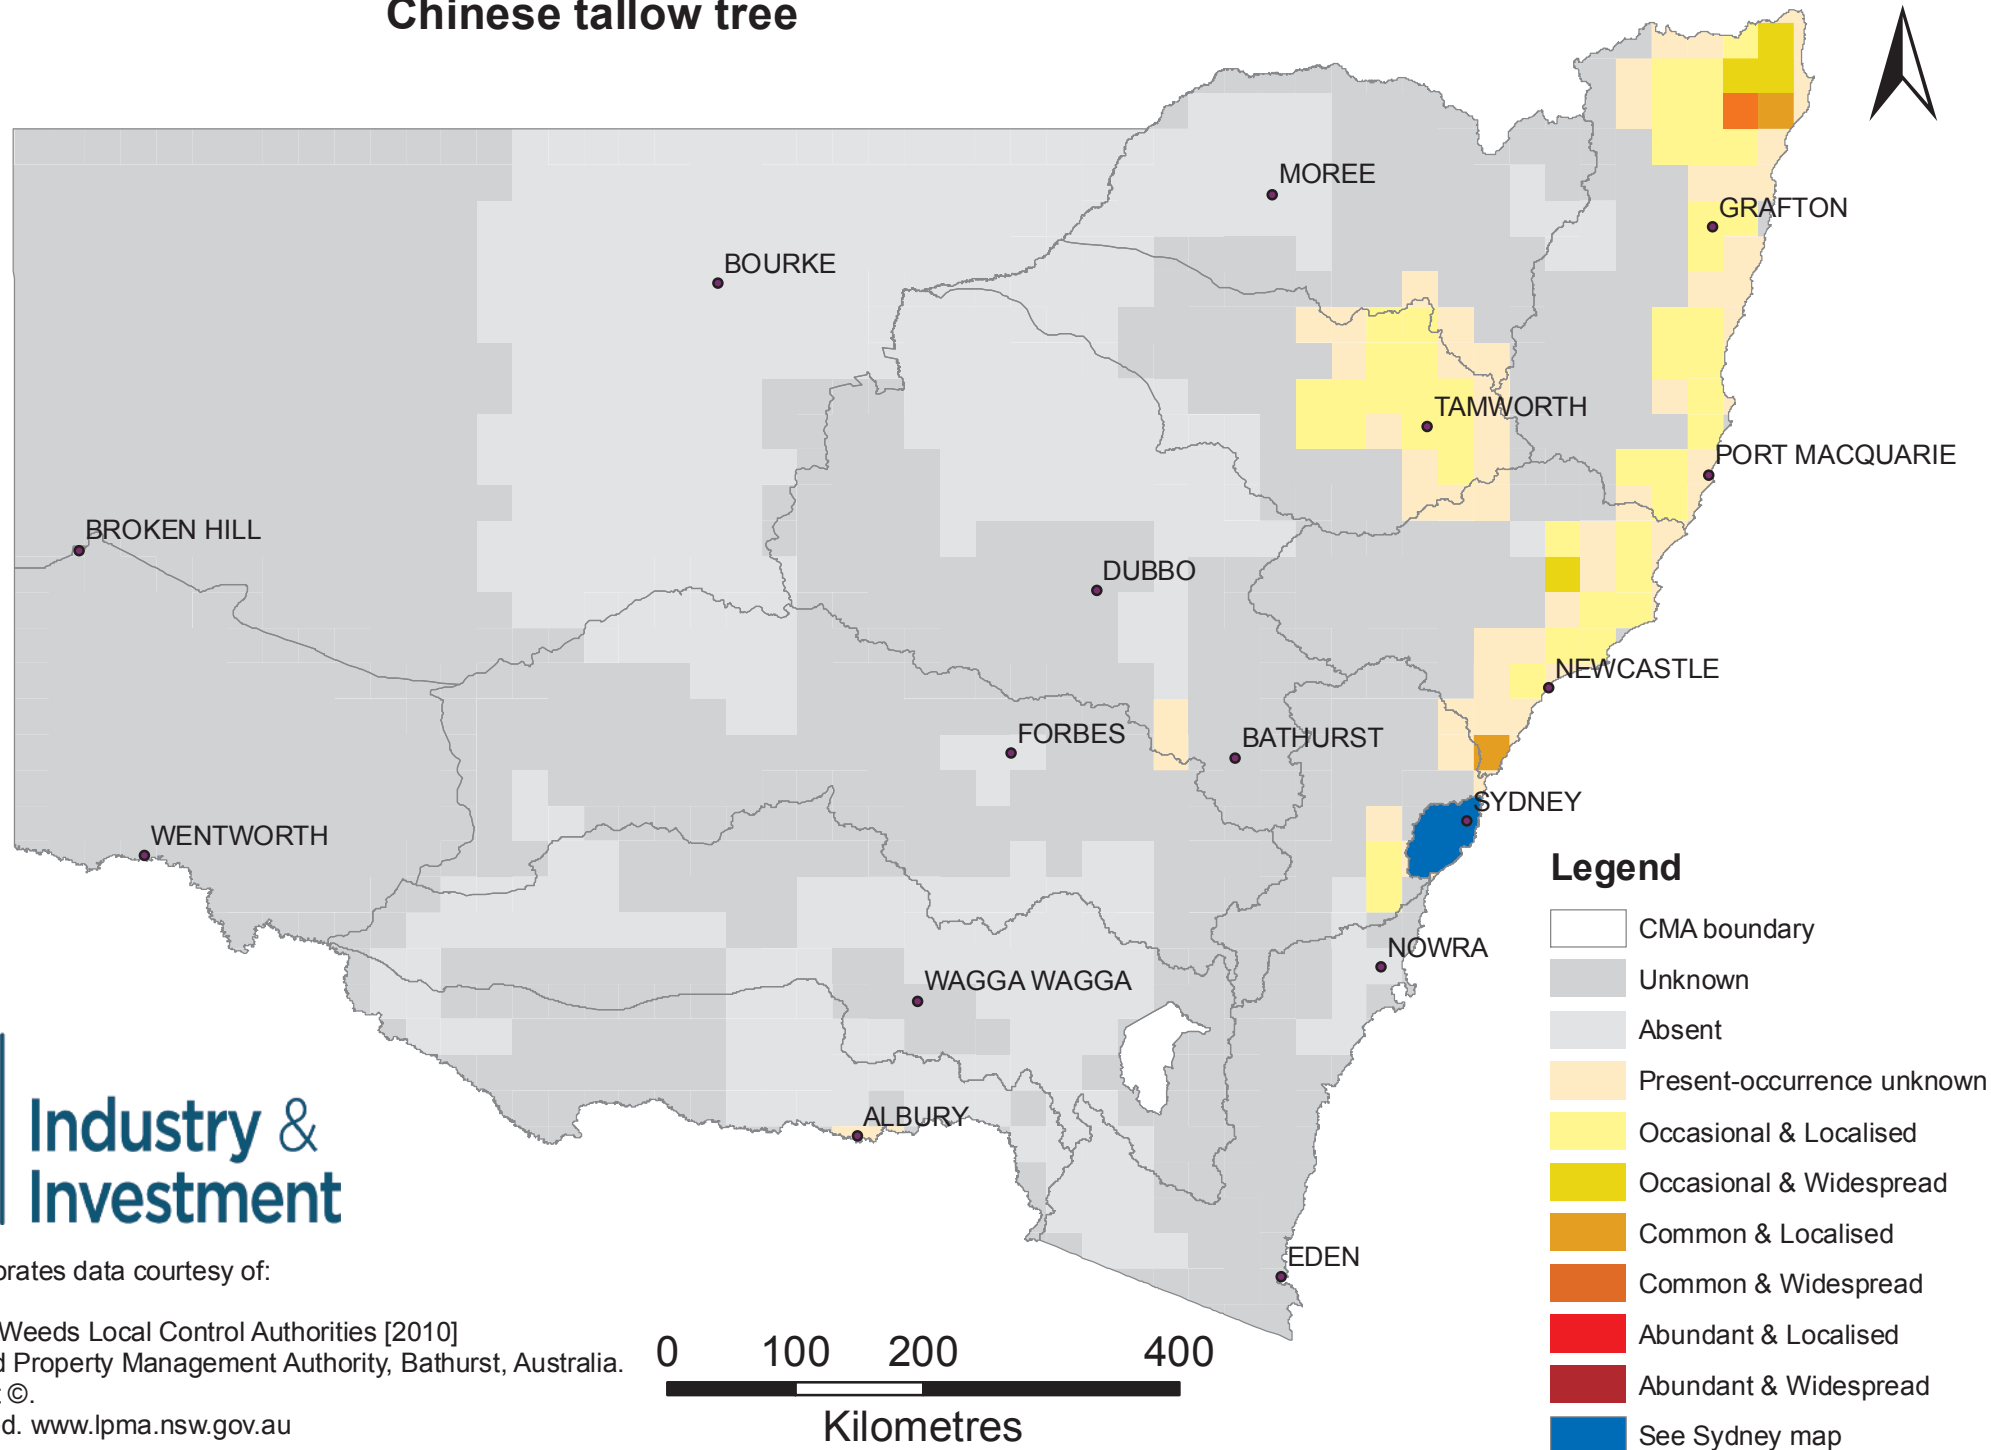 Chinese tallow tree
MOREE
GRAFTON
BOURKE
TAMWORTH
PORT MACQUARIE
BROKEN HILL
DUBBO
NEWCASTLE
FORBES
BATHURST
SYDNEY
WENTWORTH
NOWRA
WAGGA WAGGA
ALBURY
EDEN
Legend
CMA boundary
Unknown
Absent
Present-occurrence unknown
Occasional & Localised
Occasional & Widespread
Common & Localised
Common & Widespread
Abundant & Localised
Abundant & Widespread
See Sydney map
Industry &
Investment
data courtesy of:
Weeds Local Control Authorities [2010]
Property Management Authority, Bathurst, Australia.
©.
www.lpma.nsw.gov.au
0 100 200 400
Kilometres